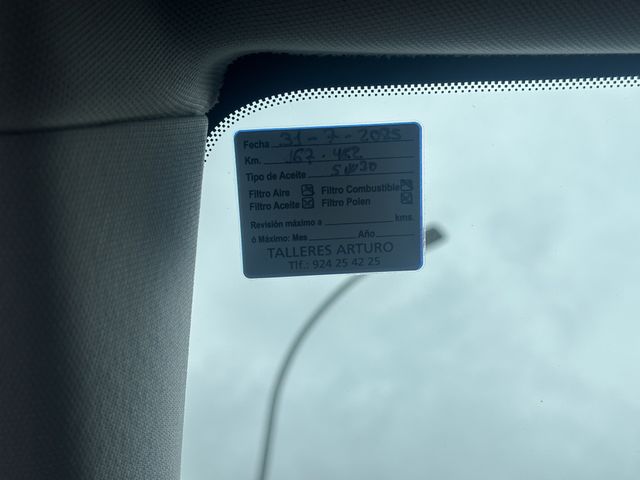 Fecha 31-7-2025
Km. 167.452
Tipo de Aceite 5W30
Filtro Aire Filtro Combustible
Filtro Aceite Filtro Polen
Revisión máximo a kms.
ó Máximo: Mes Año
TALLERES ARTURO
Tlf.: 924 25 42 25